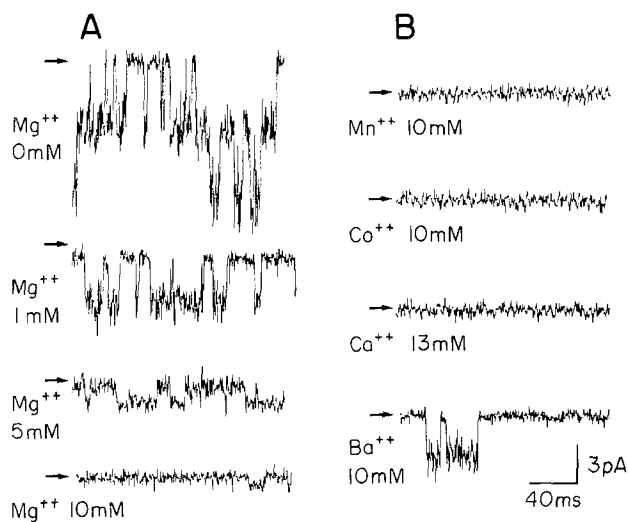 A
Mg++
0mM
Mg++
1mM
Mg++
5mM
Mg++ 10mM
B
Mn++ 10mM
Co++ 10mM
Ca++ 13mM
Ba++
10mM
3pA
40ms